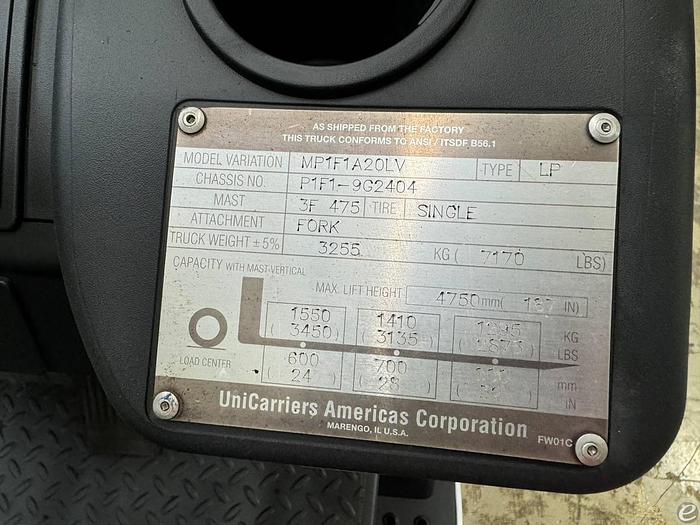 AS SHIPPED FROM THE FACTORY
THIS TRUCK CONFORMS TO ANSI / ITSDF B56.1
MODEL VARIATION MP1F1A20LV TYPE LP
CHASSIS NO. P1F1-9G2404
MAST 3F 475 TIRE SINGLE
ATTACHMENT FORK
TRUCK WEIGHT ± 5% 3255 KG ( 7170 LBS)
CAPACITY WITH MAST-VERTICAL
MAX. LIFT HEIGHT 4750 mm( IN)
1550 1410 KG
( 3450 ) ( 3135 ) LBS
LOAD CENTER 600 700 mm
( 24 ) ( 28 ) IN
UniCarriers Americas Corporation
MARENGO, IL U.S.A.
FW01C
e